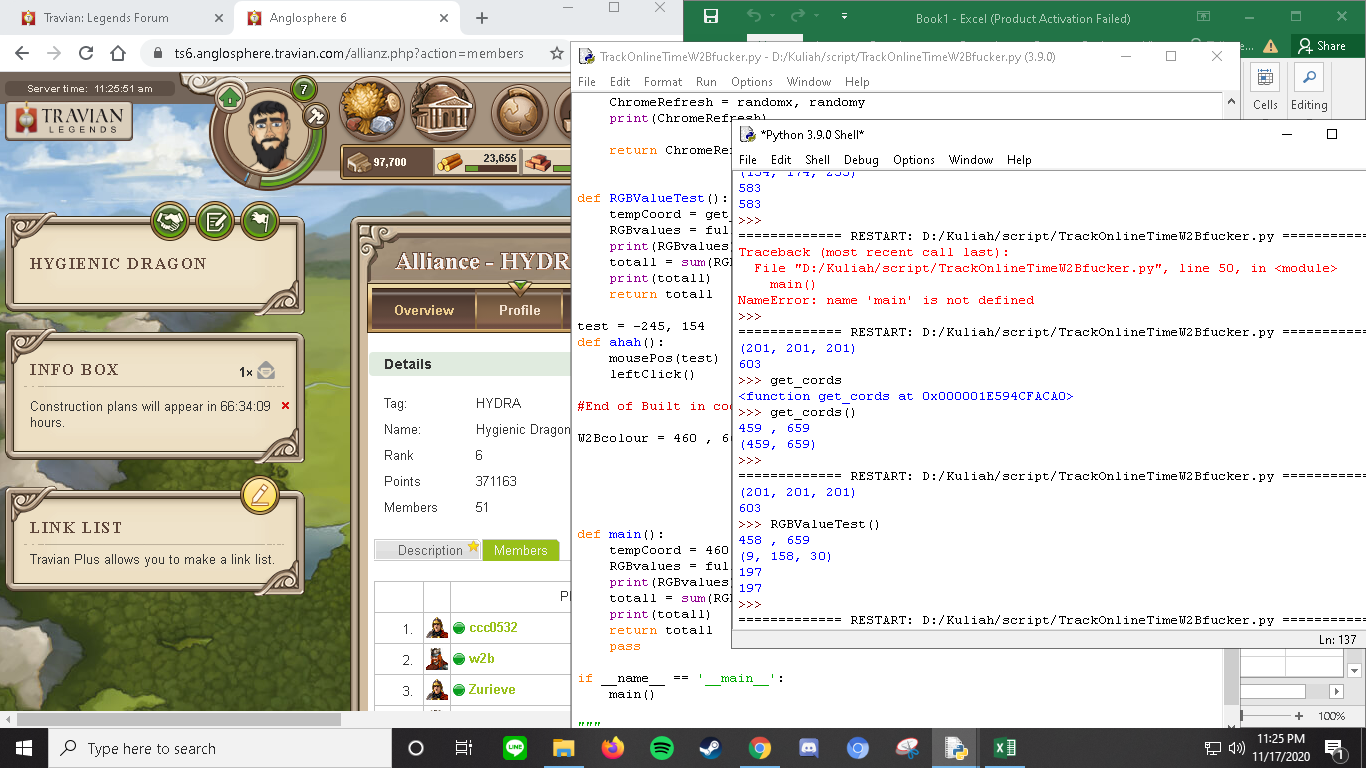 Travian: Legends Forum
Anglosphere 6
ts6.anglosphere.travian.com/allianz.php?action=members
Server time: 11:25:51 am
TRAVIAN
LEGENDS
7
97,700
23,655
HYGIENIC DRAGON
INFO BOX
1×
Construction plans will appear in 66:34:09
hours.
LINK LIST
Travian Plus allows you to make a link list.
Alliance - HYDRA
Overview
Profile
Details
Tag: HYDRA
Name: Hygienic Dragon
Rank 6
Points 371163
Members 51
Description
Members
1. ccc0532
2. w2b
3. Zurieve
Book1 - Excel (Product Activation Failed)
Share
Cells
Editing
100%
TrackOnlineTimeW2Bfucker.py - D:/Kuliah/script/TrackOnlineTimeW2Bfucker.py (3.9.0)
File Edit Format Run Options Window Help
ChromeRefresh = randomx, randomy
print(ChromeRefresh)
return ChromeRe
def RGBValueTest():
tempCoord = get_
RGBvalues = ful
print(RGBvalues
totall = sum(RG
print(totall)
return totall
test = -245, 154
def ahah():
mousePos(test)
leftClick()
#End of Built in co
W2Bcolour = 460 , 6
def main():
tempCoord = 460
RGBvalues = ful
print(RGBvalues
totall = sum(RG
print(totall)
return totall
pass
if __name__ == '__main__':
main()
"""
*Python 3.9.0 Shell*
File Edit Shell Debug Options Window Help
583
583
>>>
============= RESTART: D:/Kuliah/script/TrackOnlineTimeW2Bfucker.py ===========
Traceback (most recent call last):
File "D:/Kuliah/script/TrackOnlineTimeW2Bfucker.py", line 50, in <module>
main()
NameError: name 'main' is not defined
>>>
============= RESTART: D:/Kuliah/script/TrackOnlineTimeW2Bfucker.py ===========
(201, 201, 201)
603
>>> get_cords
<function get_cords at 0x000001E594CFACA0>
>>> get_cords()
459 , 659
(459, 659)
>>>
============= RESTART: D:/Kuliah/script/TrackOnlineTimeW2Bfucker.py ===========
(201, 201, 201)
603
>>> RGBValueTest()
458 , 659
(9, 158, 30)
197
197
>>>
============= RESTART: D:/Kuliah/script/TrackOnlineTimeW2Bfucker.py ===========
Ln: 137
Type here to search
LINE
11:25 PM
11/17/2020
1